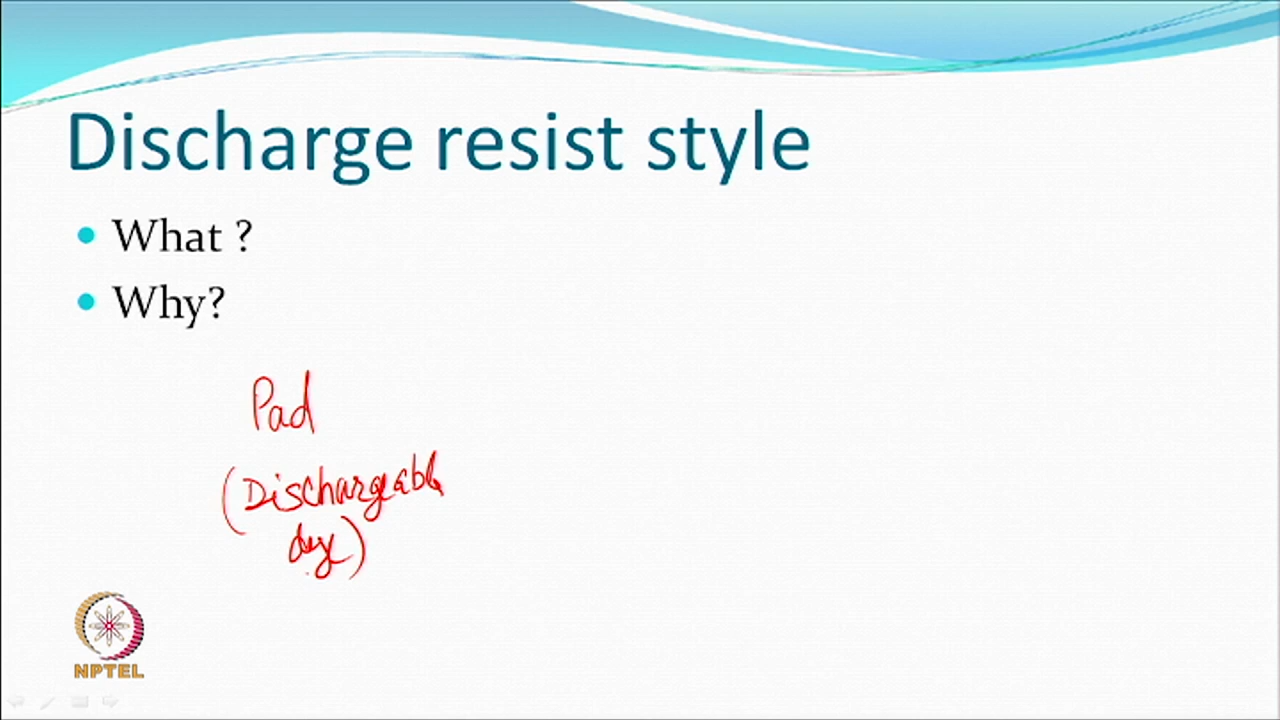 Discharge resist style
What ?
Why?
Pad
(Dischargeable
dye)
NPTEL